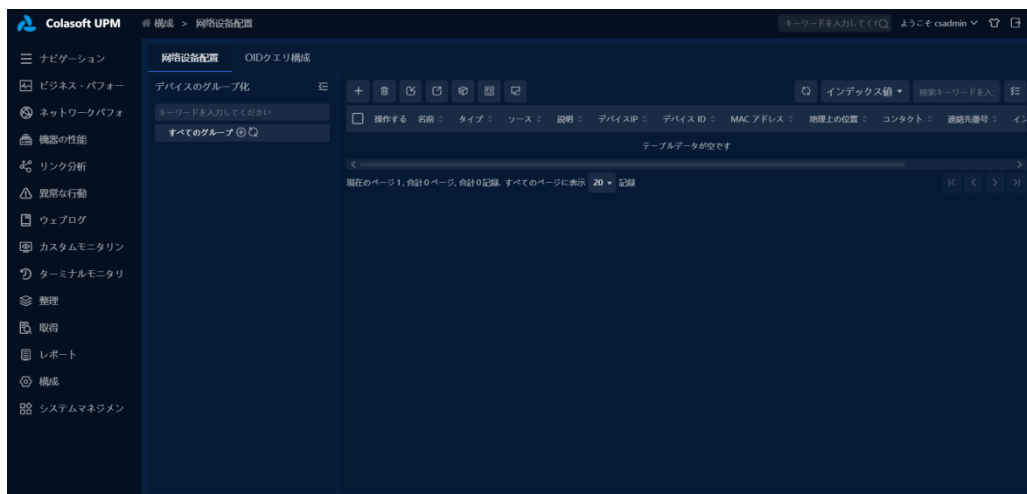 Colasoft UPM
構成 > 网络设备配置
キーワードを入力してく
ようこそ csadmin
ナビゲーション
ビジネス・パフォー
ネットワークパフォ
機器の性能
リンク分析
異常な行動
ウェブログ
カスタムモニタリン
ターミナルモニタリ
整理
取得
レポート
構成
システムマネジメン
网络设备配置 OIDクエリ構成
デバイスのグループ化
キーワードを入力してください
すべてのグループ
インデックス値 検索キーワードを入
操作する 名前 タイプ ソース 説明 デバイスIP デバイス ID MAC アドレス 地理上の位置 コンタクト 連絡先番号 イン
テーブルデータが空です
現在のページ 1, 合計 0 ページ, 合計 0 記録. すべてのページに表示 20 記録